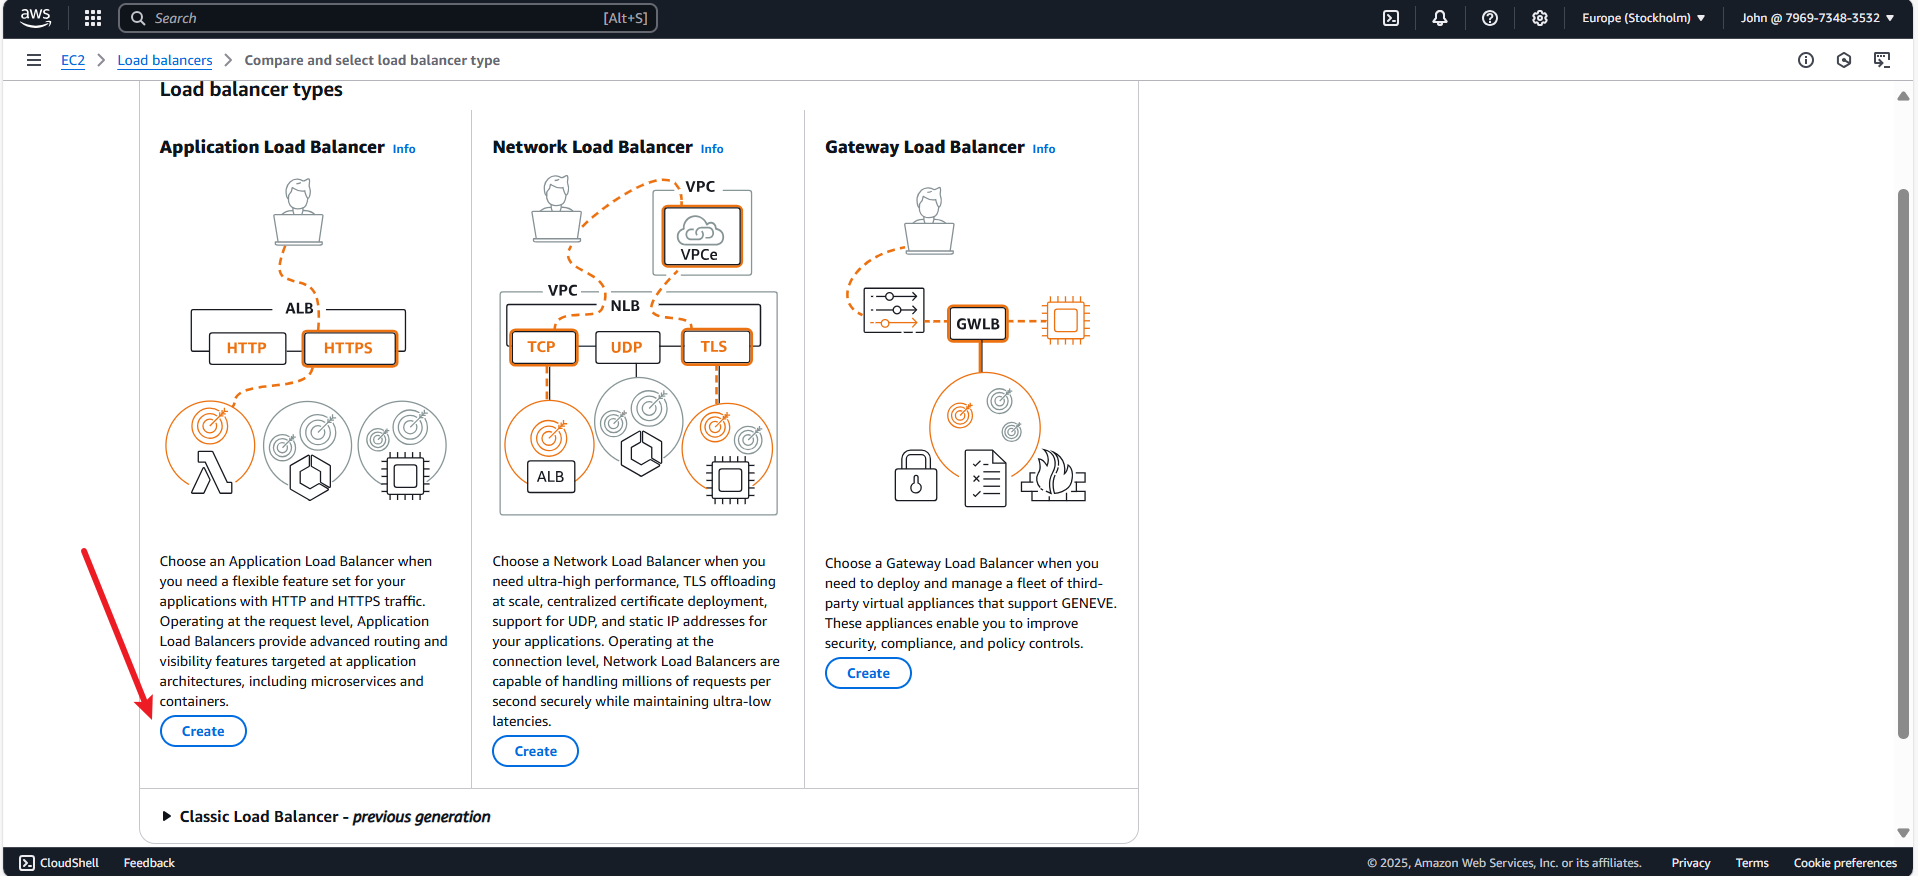 aws
Search [Alt+S]
Europe (Stockholm)
John @ 7969-7348-3532
EC2
Load balancers
Compare and select load balancer type
Load balancer types
Application Load Balancer Info
ALB
HTTP
HTTPS
Choose an Application Load Balancer when
you need a flexible feature set for your
applications with HTTP and HTTPS traffic.
Operating at the request level, Application
Load Balancers provide advanced routing and
visibility features targeted at application
architectures, including microservices and
containers.
Create
Network Load Balancer Info
VPC
VPCe
VPC
NLB
TCP
UDP
TLS
ALB
Choose a Network Load Balancer when you
need ultra-high performance, TLS offloading
at scale, centralized certificate deployment,
support for UDP, and static IP addresses for
your applications. Operating at the
connection level, Network Load Balancers are
capable of handling millions of requests per
second securely while maintaining ultra-low
latencies.
Create
Gateway Load Balancer Info
GWLB
Choose a Gateway Load Balancer when you
need to deploy and manage a fleet of third-
party virtual appliances that support GENEVE.
These appliances enable you to improve
security, compliance, and policy controls.
Create
Classic Load Balancer - previous generation
CloudShell
Feedback
© 2025, Amazon Web Services, Inc. or its affiliates.
Privacy
Terms
Cookie preferences